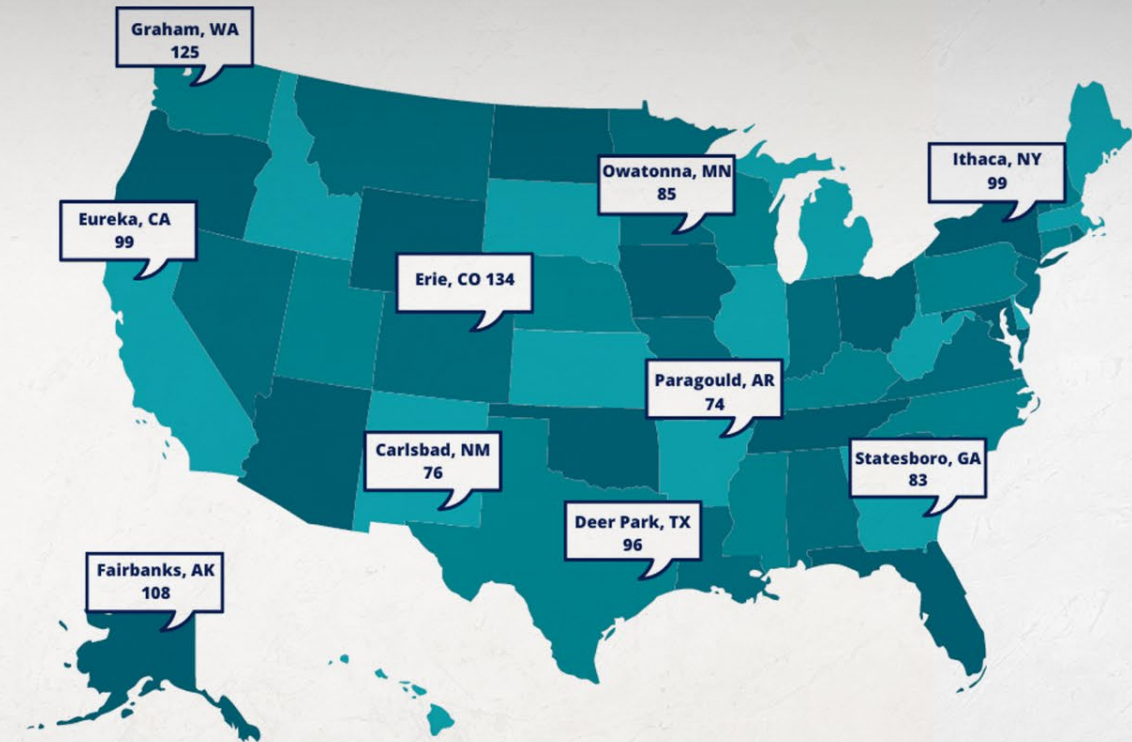 Graham, WA
125
Owatonna, MN
85
Ithaca, NY
99
Eureka, CA
99
Erie, CO 134
Paragould, AR
74
Carlsbad, NM
76
Statesboro, GA
83
Deer Park, TX
96
Fairbanks, AK
108